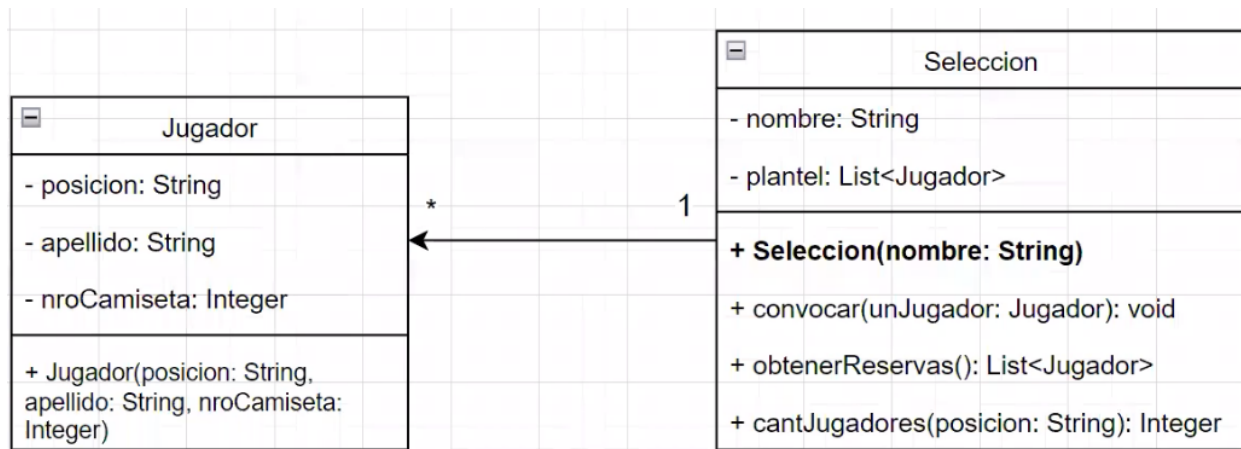 Jugador
- posicion: String
- apellido: String
- nroCamiseta: Integer
+ Jugador(posicion: String,
apellido: String, nroCamiseta:
Integer)
*
1
Seleccion
- nombre: String
- plantel: List<Jugador>
+ Seleccion(nombre: String)
+ convocar(unJugador: Jugador): void
+ obtenerReservas(): List<Jugador>
+ cantJugadores(posicion: String): Integer